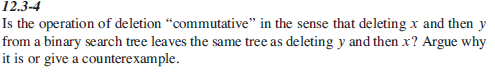 12.3-4
Is the operation of deletion “commutative” in the sense that deleting x and then y
from a binary search tree leaves the same tree as deleting y and then x? Argue why
it is or give a counterexample.